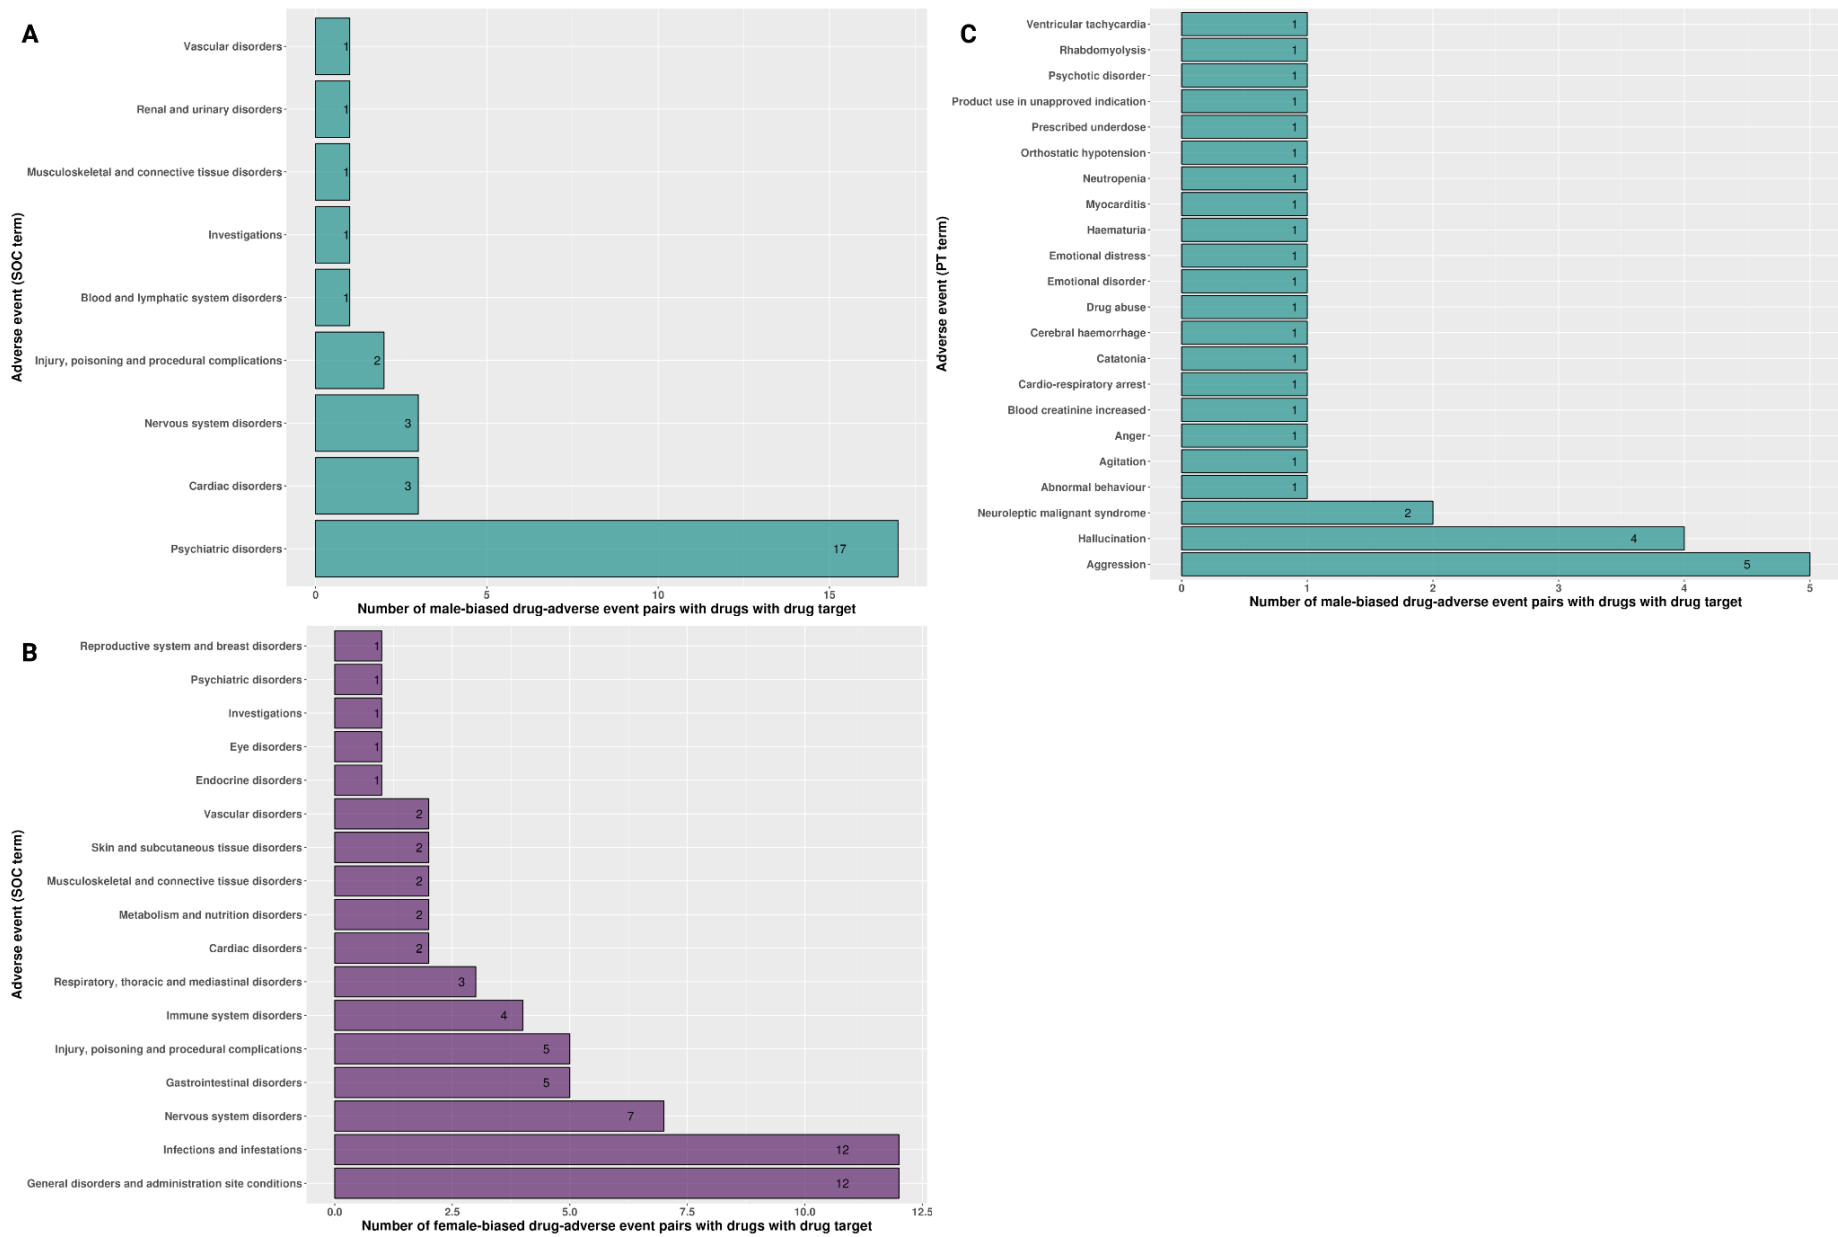 A
Adverse event (SOC term)
Vascular disorders 1
Renal and urinary disorders 1
Musculoskeletal and connective tissue disorders 1
Investigations 1
Blood and lymphatic system disorders 1
Injury, poisoning and procedural complications 2
Nervous system disorders 3
Cardiac disorders 3
Psychiatric disorders 17
0 5 10 15
Number of male-biased drug-adverse event pairs with drugs with drug target
C
Adverse event (PT term)
Ventricular tachycardia 1
Rhabdomyolysis 1
Psychotic disorder 1
Product use in unapproved indication 1
Prescribed underdose 1
Orthostatic hypotension 1
Neutropenia 1
Myocarditis 1
Haematuria 1
Emotional distress 1
Emotional disorder 1
Drug abuse 1
Cerebral haemorrhage 1
Catatonia 1
Cardio-respiratory arrest 1
Blood creatinine increased 1
Anger 1
Agitation 1
Abnormal behaviour 1
Neuroleptic malignant syndrome 2
Hallucination 4
Aggression 5
0 1 2 3 4 5
Number of male-biased drug-adverse event pairs with drugs with drug target
B
Adverse event (SOC term)
Reproductive system and breast disorders 1
Psychiatric disorders 1
Investigations 1
Eye disorders 1
Endocrine disorders 1
Vascular disorders 2
Skin and subcutaneous tissue disorders 2
Musculoskeletal and connective tissue disorders 2
Metabolism and nutrition disorders 2
Cardiac disorders 2
Respiratory, thoracic and mediastinal disorders 3
Immune system disorders 4
Injury, poisoning and procedural complications 5
Gastrointestinal disorders 5
Nervous system disorders 7
Infections and infestations 12
General disorders and administration site conditions 12
0.0 2.5 5.0 7.5 10.0 12.5
Number of female-biased drug-adverse event pairs with drugs with drug target